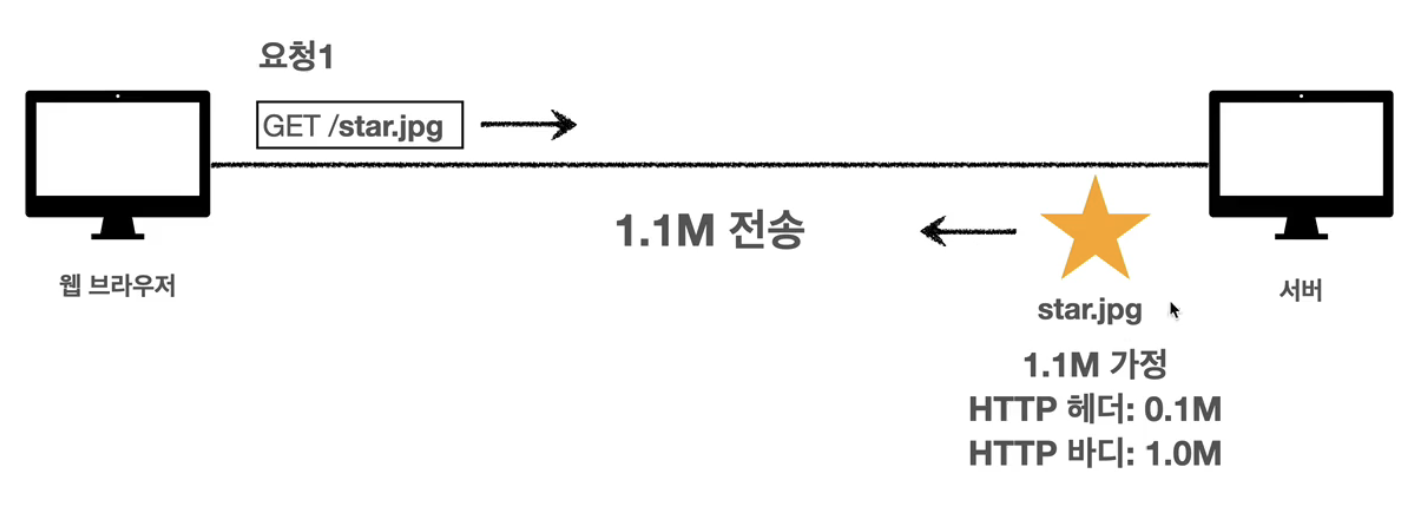 요청1
GET /star.jpg
1.1M 전송
웹 브라우저
서버
star.jpg
1.1M 가정
HTTP 헤더: 0.1M
HTTP 바디: 1.0M